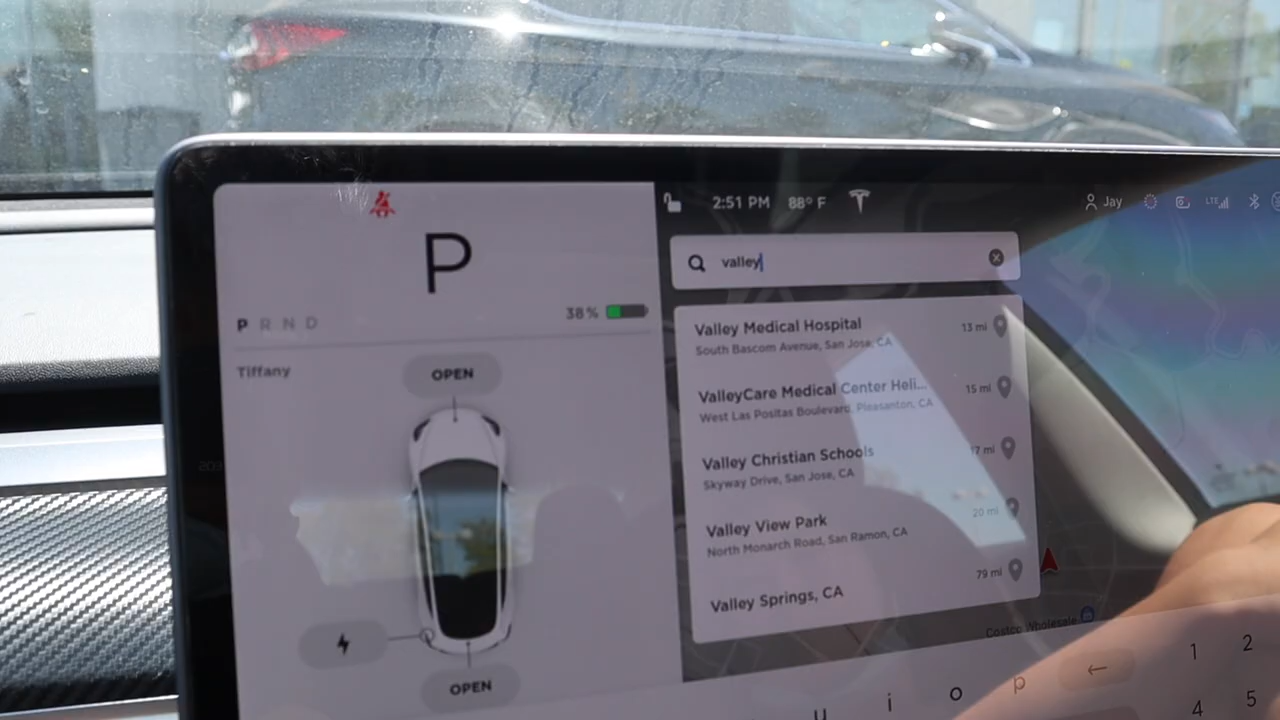 2:51 PM 88° F
Jay
LTE
P
valley
38%
P R N D
Tiffany
OPEN
OPEN
Valley Medical Hospital
13 mi
South Bascom Avenue, San Jose, CA
ValleyCare Medical Center Heli...
15 mi
West Las Positas Boulevard, Pleasanton, CA
Valley Christian Schools
17 mi
Skyway Drive, San Jose, CA
Valley View Park
20 mi
North Monarch Road, San Ramon, CA
79 mi
Valley Springs, CA
Costco Wholesale
u i o p ← 1 2
4 5